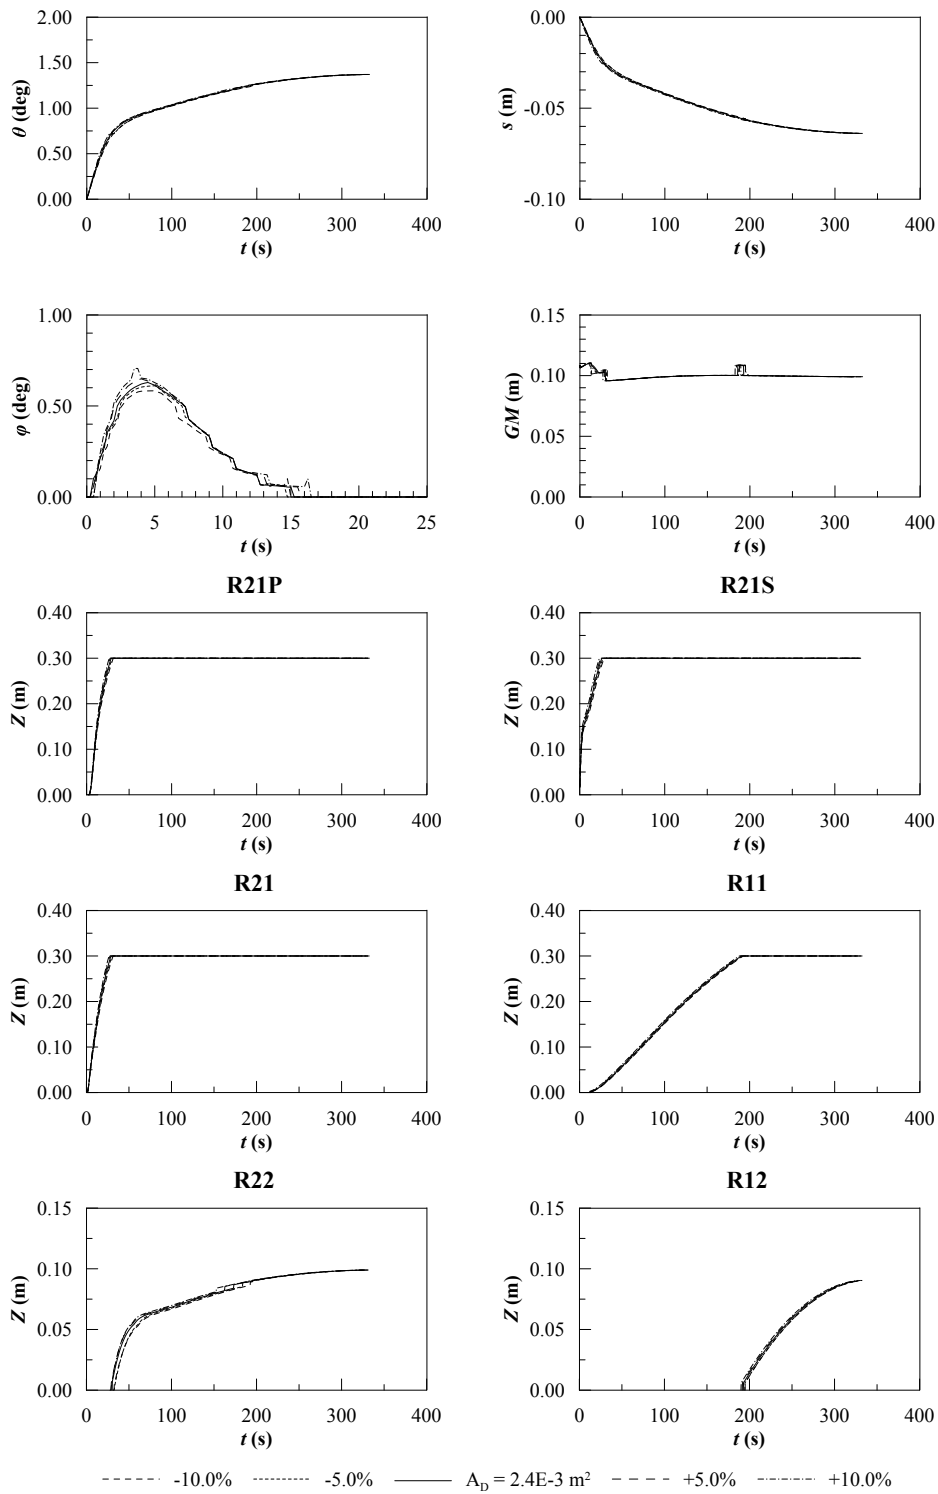 2.00
1.50
1.00
0.50
0.00
θ (deg)
0 100 200 300 400
t (s)
0.00
-0.05
-0.10
s (m)
0 100 200 300 400
t (s)
1.00
0.50
0.00
φ (deg)
0 5 10 15 20 25
t (s)
0.15
0.10
0.05
0.00
GM (m)
0 100 200 300 400
t (s)
R21P
0.40
0.30
0.20
0.10
0.00
Z (m)
0 100 200 300 400
t (s)
R21S
0.40
0.30
0.20
0.10
0.00
Z (m)
0 100 200 300 400
t (s)
R21
0.40
0.30
0.20
0.10
0.00
Z (m)
0 100 200 300 400
t (s)
R11
0.40
0.30
0.20
0.10
0.00
Z (m)
0 100 200 300 400
t (s)
R22
0.15
0.10
0.05
0.00
Z (m)
0 100 200 300 400
t (s)
R12
0.15
0.10
0.05
0.00
Z (m)
0 100 200 300 400
t (s)
-10.0% -5.0% A_D = 2.4E-3 m² +5.0% +10.0%